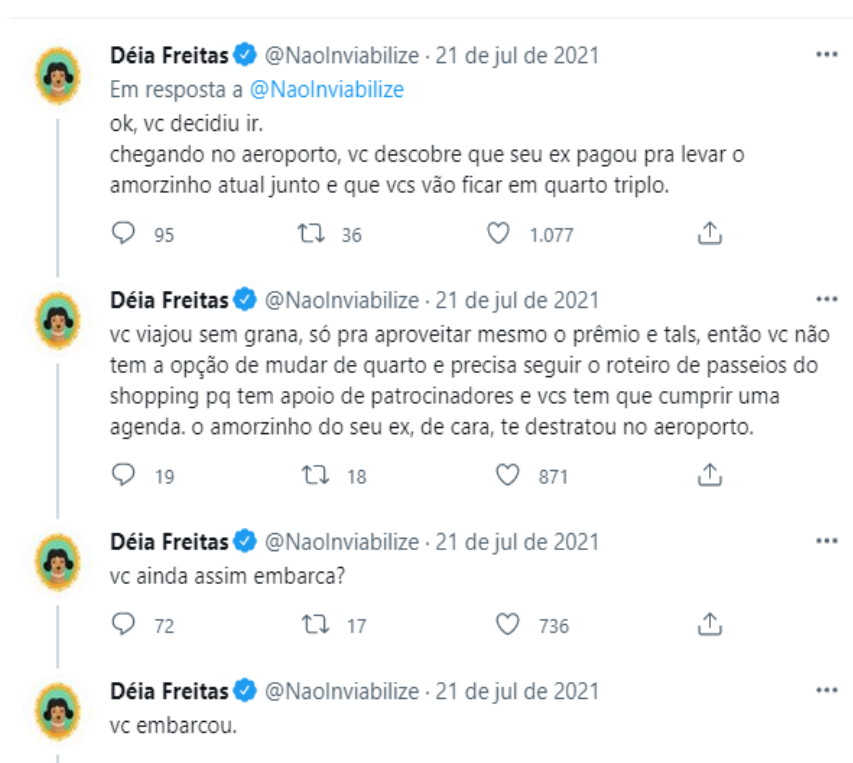 Déia Freitas @NaoInviabilize · 21 de jul de 2021
Em resposta a @NaoInviabilize
ok, vc decidiu ir.
chegando no aeroporto, vc descobre que seu ex pagou pra levar o
amorzinho atual junto e que vcs vão ficar em quarto triplo.
95 36 1.077
Déia Freitas @NaoInviabilize · 21 de jul de 2021
vc viajou sem grana, só pra aproveitar mesmo o prêmio e tals, então vc não
tem a opção de mudar de quarto e precisa seguir o roteiro de passeios do
shopping pq tem apoio de patrocinadores e vcs tem que cumprir uma
agenda. o amorzinho do seu ex, de cara, te destratou no aeroporto.
19 18 871
Déia Freitas @NaoInviabilize · 21 de jul de 2021
vc ainda assim embarca?
72 17 736
Déia Freitas @NaoInviabilize · 21 de jul de 2021
vc embarcou.